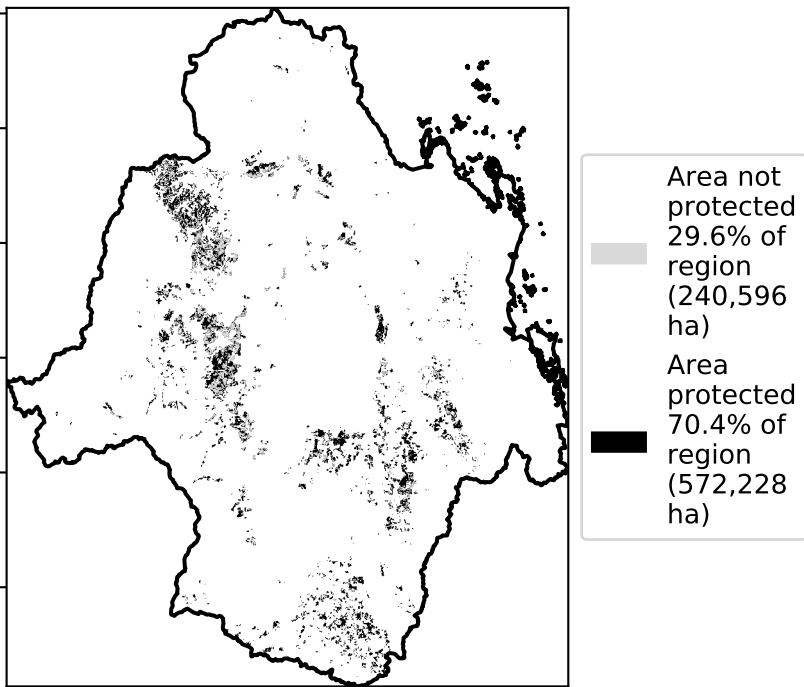 Area not
protected
29.6% of
region
(240,596
ha)
Area
protected
70.4% of
region
(572,228
ha)